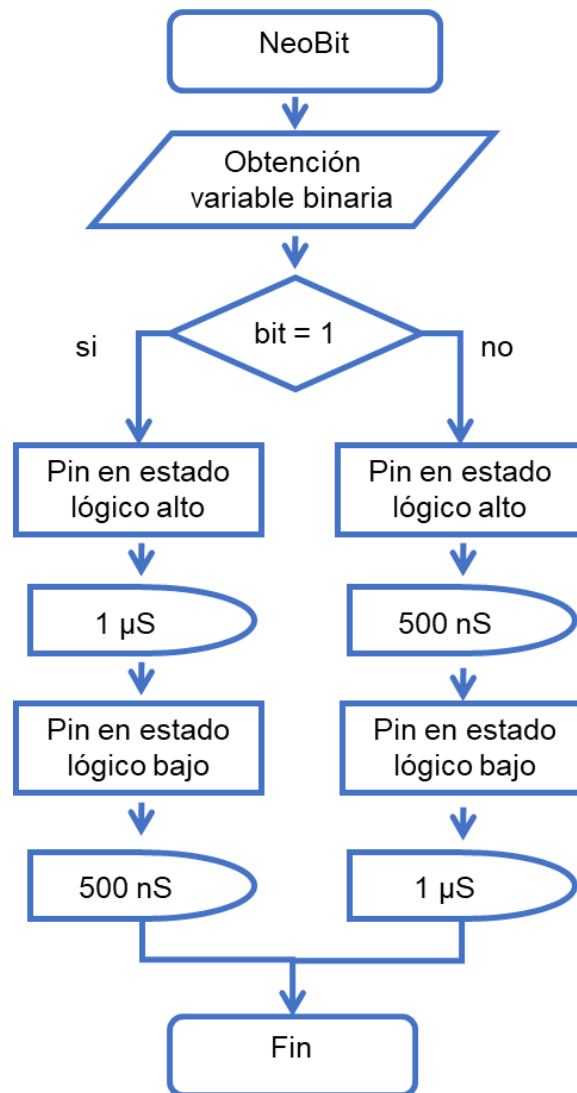 NeoBit
Obtención
variable binaria
bit = 1
si
no
Pin en estado
lógico alto
Pin en estado
lógico alto
1 µS
500 nS
Pin en estado
lógico bajo
Pin en estado
lógico bajo
500 nS
1 µS
Fin